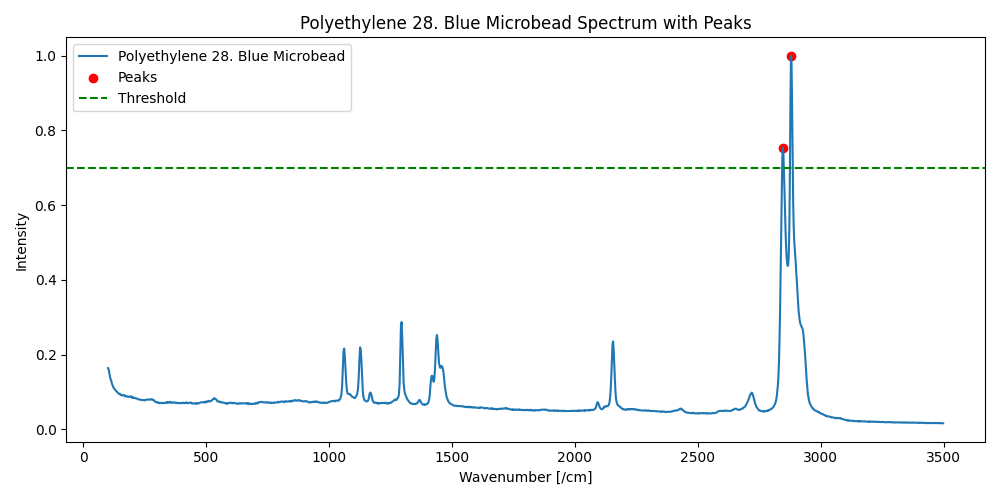 Polyethylene 28. Blue Microbead Spectrum with Peaks
Polyethylene 28. Blue Microbead
Peaks
Threshold
1.0
0.8
0.6
0.4
0.2
0.0
Intensity
0 500 1000 1500 2000 2500 3000 3500
Wavenumber [/cm]